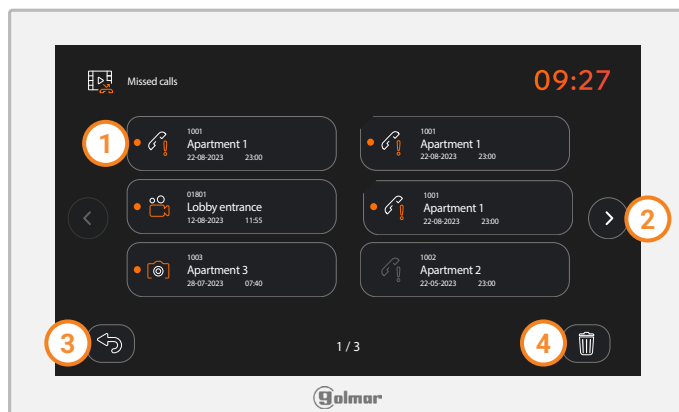 Missed calls
09:27
1
1001
Apartment 1
22-08-2023 23:00
1001
Apartment 1
22-08-2023 23:00
01801
Lobby entrance
12-08-2023 11:55
1001
Apartment 1
22-08-2023 23:00
2
1003
Apartment 3
28-07-2023 07:40
1002
Apartment 2
22-05-2023 23:00
3
1 / 3
4
golmar